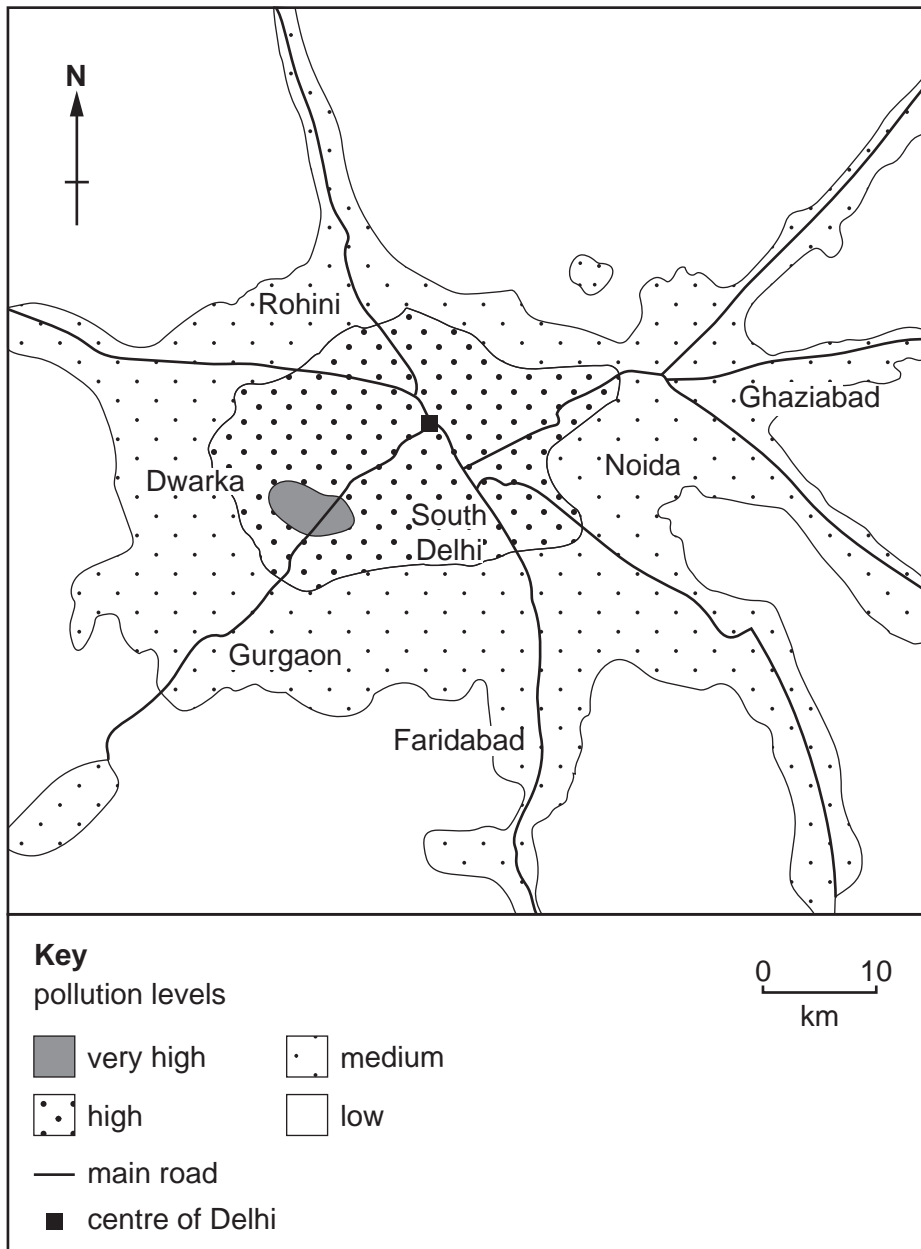 N
Rohini
Ghaziabad
Dwarka
Noida
South
Delhi
Gurgaon
Faridabad
Key
pollution levels
very high
medium
high
low
main road
centre of Delhi
0 10
km